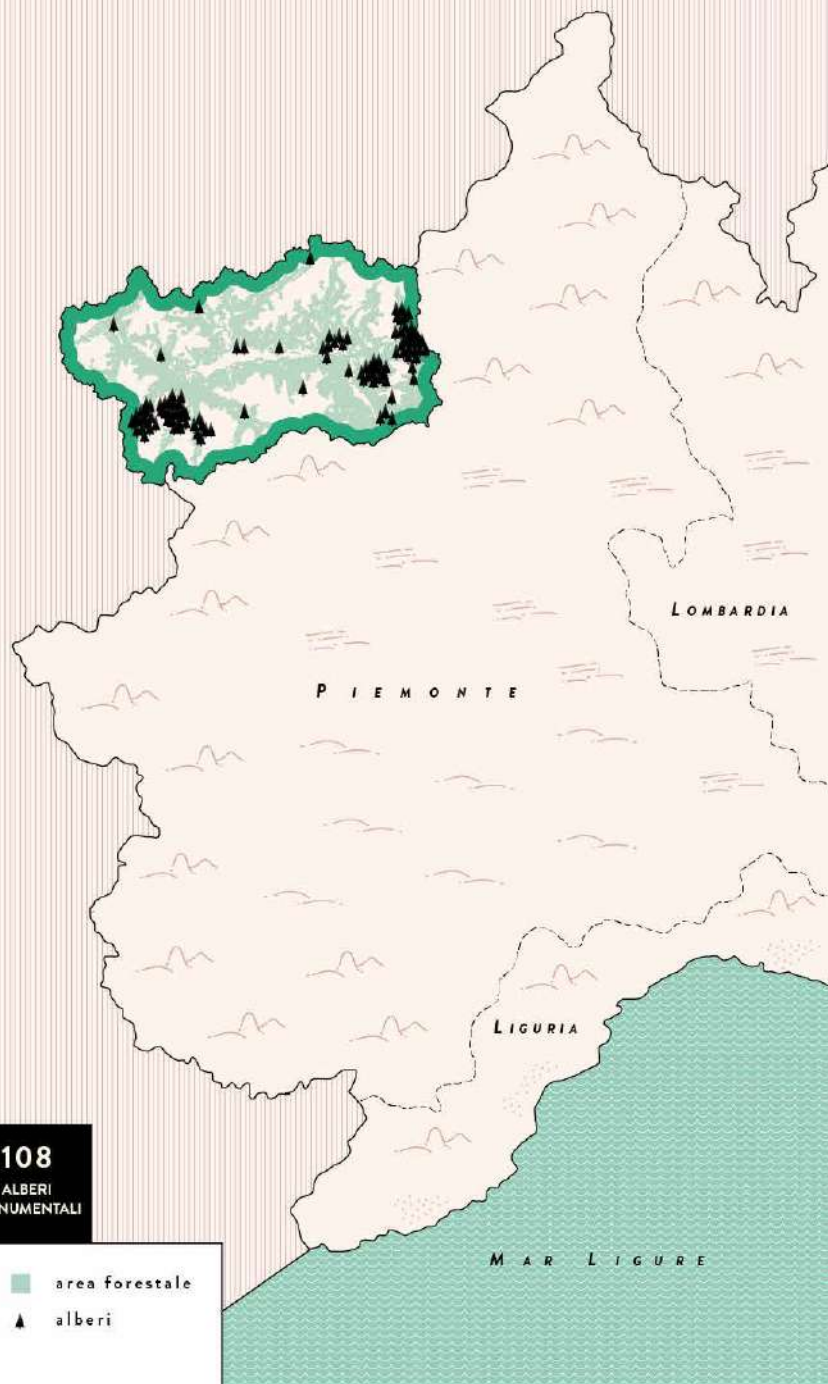 LOMBARDIA
PIEMONTE
LIGURIA
108
ALBERI
NUMENTALI
MAR LIGURE
area forestale
alberi